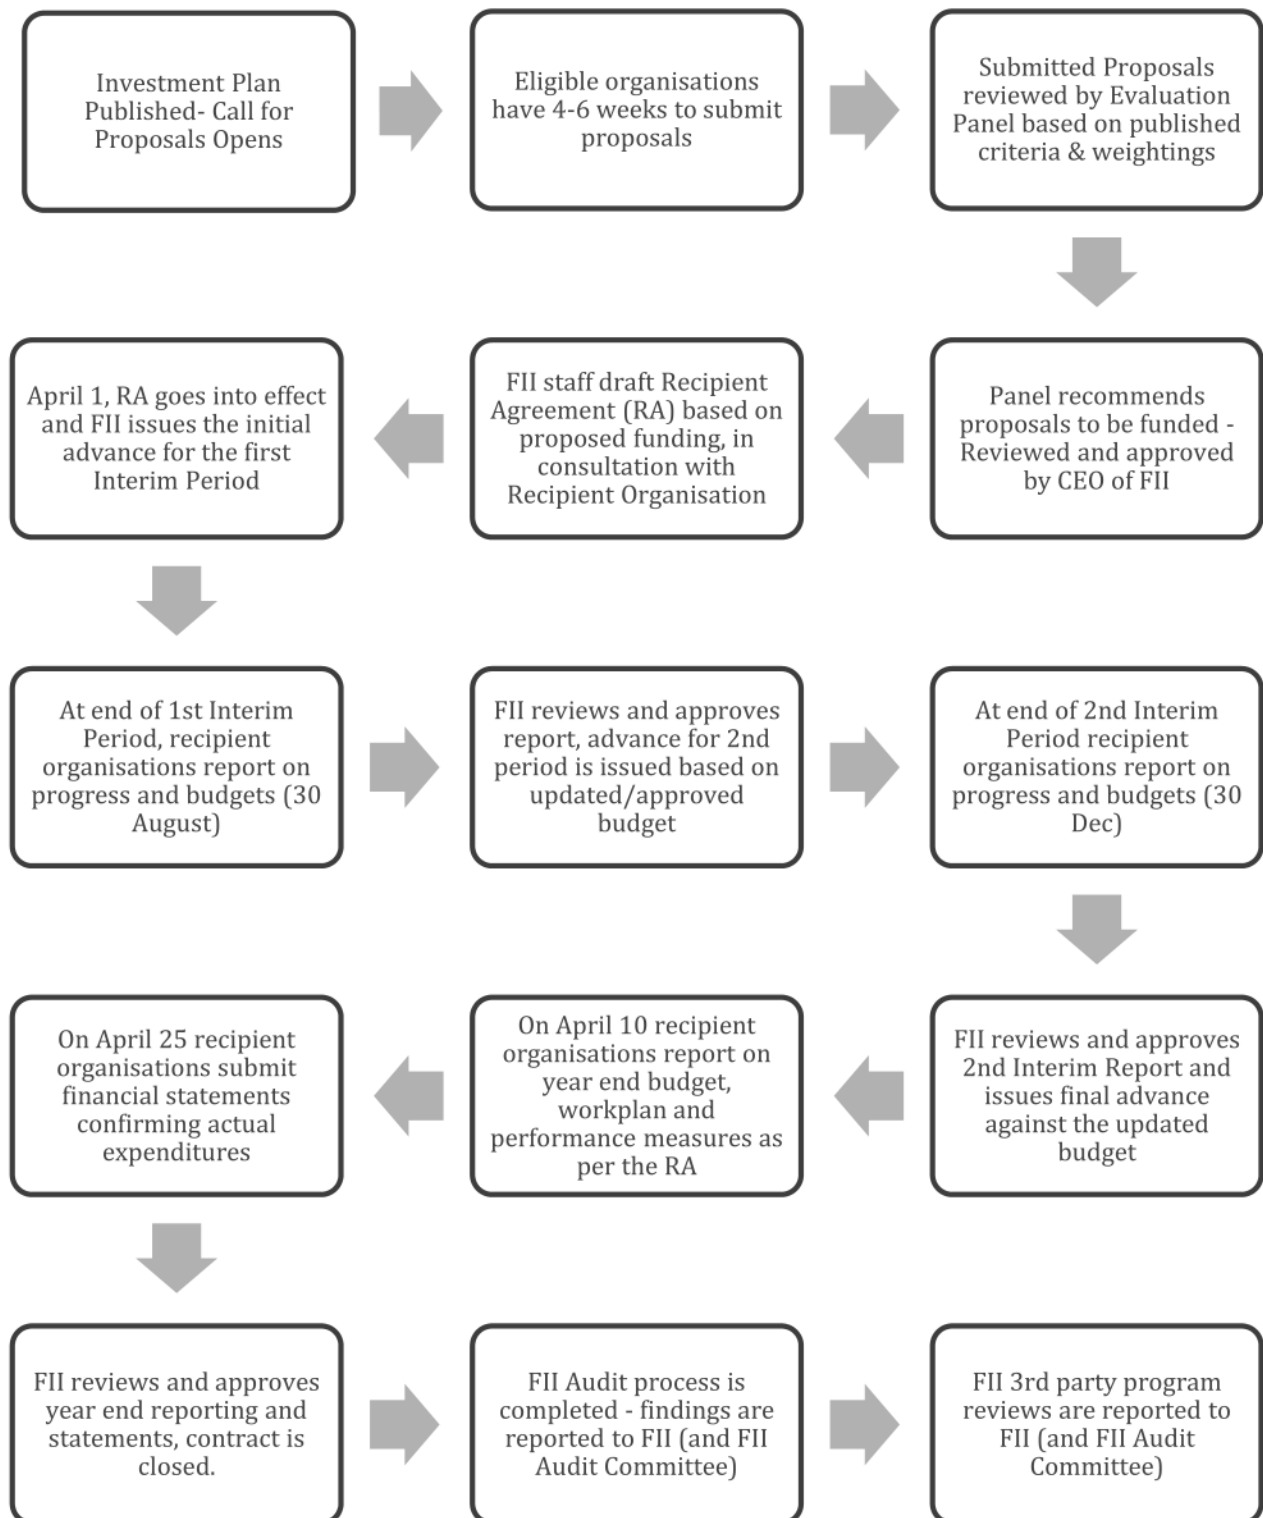 Investment Plan
Published- Call for
Proposals Opens
Eligible organisations
have 4-6 weeks to submit
proposals
Submitted Proposals
reviewed by Evaluation
Panel based on published
criteria & weightings
Panel recommends
proposals to be funded -
Reviewed and approved
by CEO of FII
FII staff draft Recipient
Agreement (RA) based on
proposed funding, in
consultation with
Recipient Organisation
April 1, RA goes into effect
and FII issues the initial
advance for the first
Interim Period
At end of 1st Interim
Period, recipient
organisations report on
progress and budgets (30
August)
FII reviews and approves
report, advance for 2nd
period is issued based on
updated/approved
budget
At end of 2nd Interim
Period recipient
organisations report on
progress and budgets (30
Dec)
FII reviews and approves
2nd Interim Report and
issues final advance
against the updated
budget
On April 10 recipient
organisations report on
year end budget,
workplan and
performance measures as
per the RA
On April 25 recipient
organisations submit
financial statements
confirming actual
expenditures
FII reviews and approves
year end reporting and
statements, contract is
closed.
FII Audit process is
completed - findings are
reported to FII (and FII
Audit Committee)
FII 3rd party program
reviews are reported to
FII (and FII Audit
Committee)